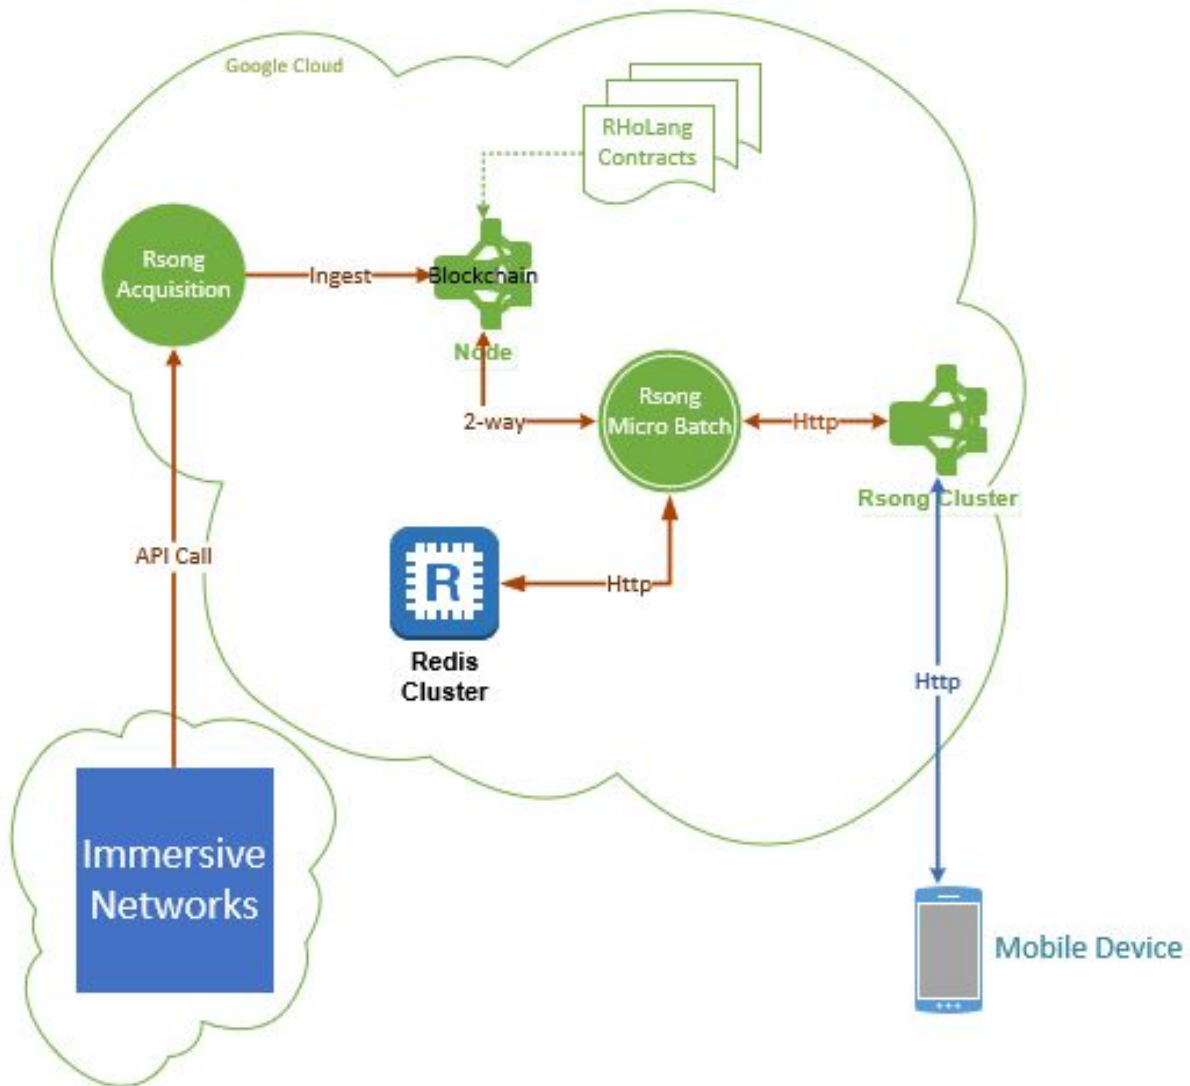 Google Cloud
RHoLang
Contracts
Rsong
Acquisition
Ingest
Blockchain
Node
Rsong
Micro Batch
2-way
Http
Rsong Cluster
API Call
R
Http
Redis
Cluster
Http
Immersive
Networks
Mobile Device